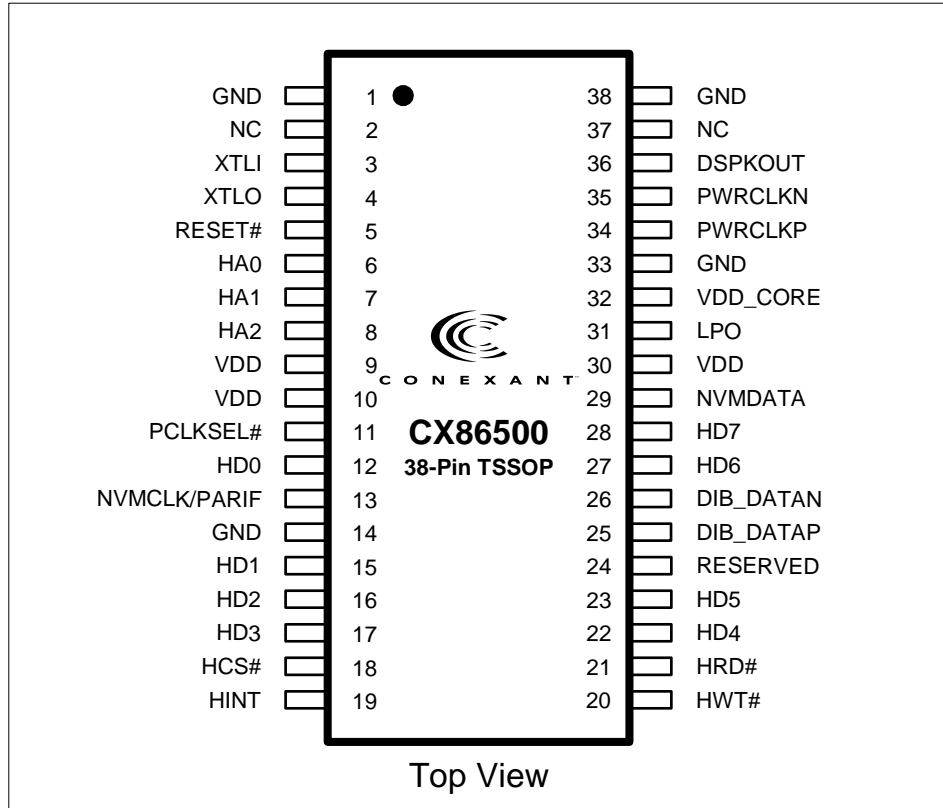 GND 1 38 GND
NC 2 37 NC
XTLI 3 36 DSPKOUT
XTLO 4 35 PWRCLKN
RESET# 5 34 PWRCLKP
HA0 6 33 GND
HA1 7 32 VDD_CORE
HA2 8 31 LPO
VDD 9 30 VDD
CONEXANT™
VDD 10 29 NVMDATA
PCLKSEL# 11 CX86500 28 HD7
HD0 12 38-Pin TSSOP 27 HD6
NVMCLK/PARIF 13 26 DIB_DATAN
GND 14 25 DIB_DATAP
HD1 15 24 RESERVED
HD2 16 23 HD5
HD3 17 22 HD4
HCS# 18 21 HRD#
HINT 19 20 HWT#
Top View